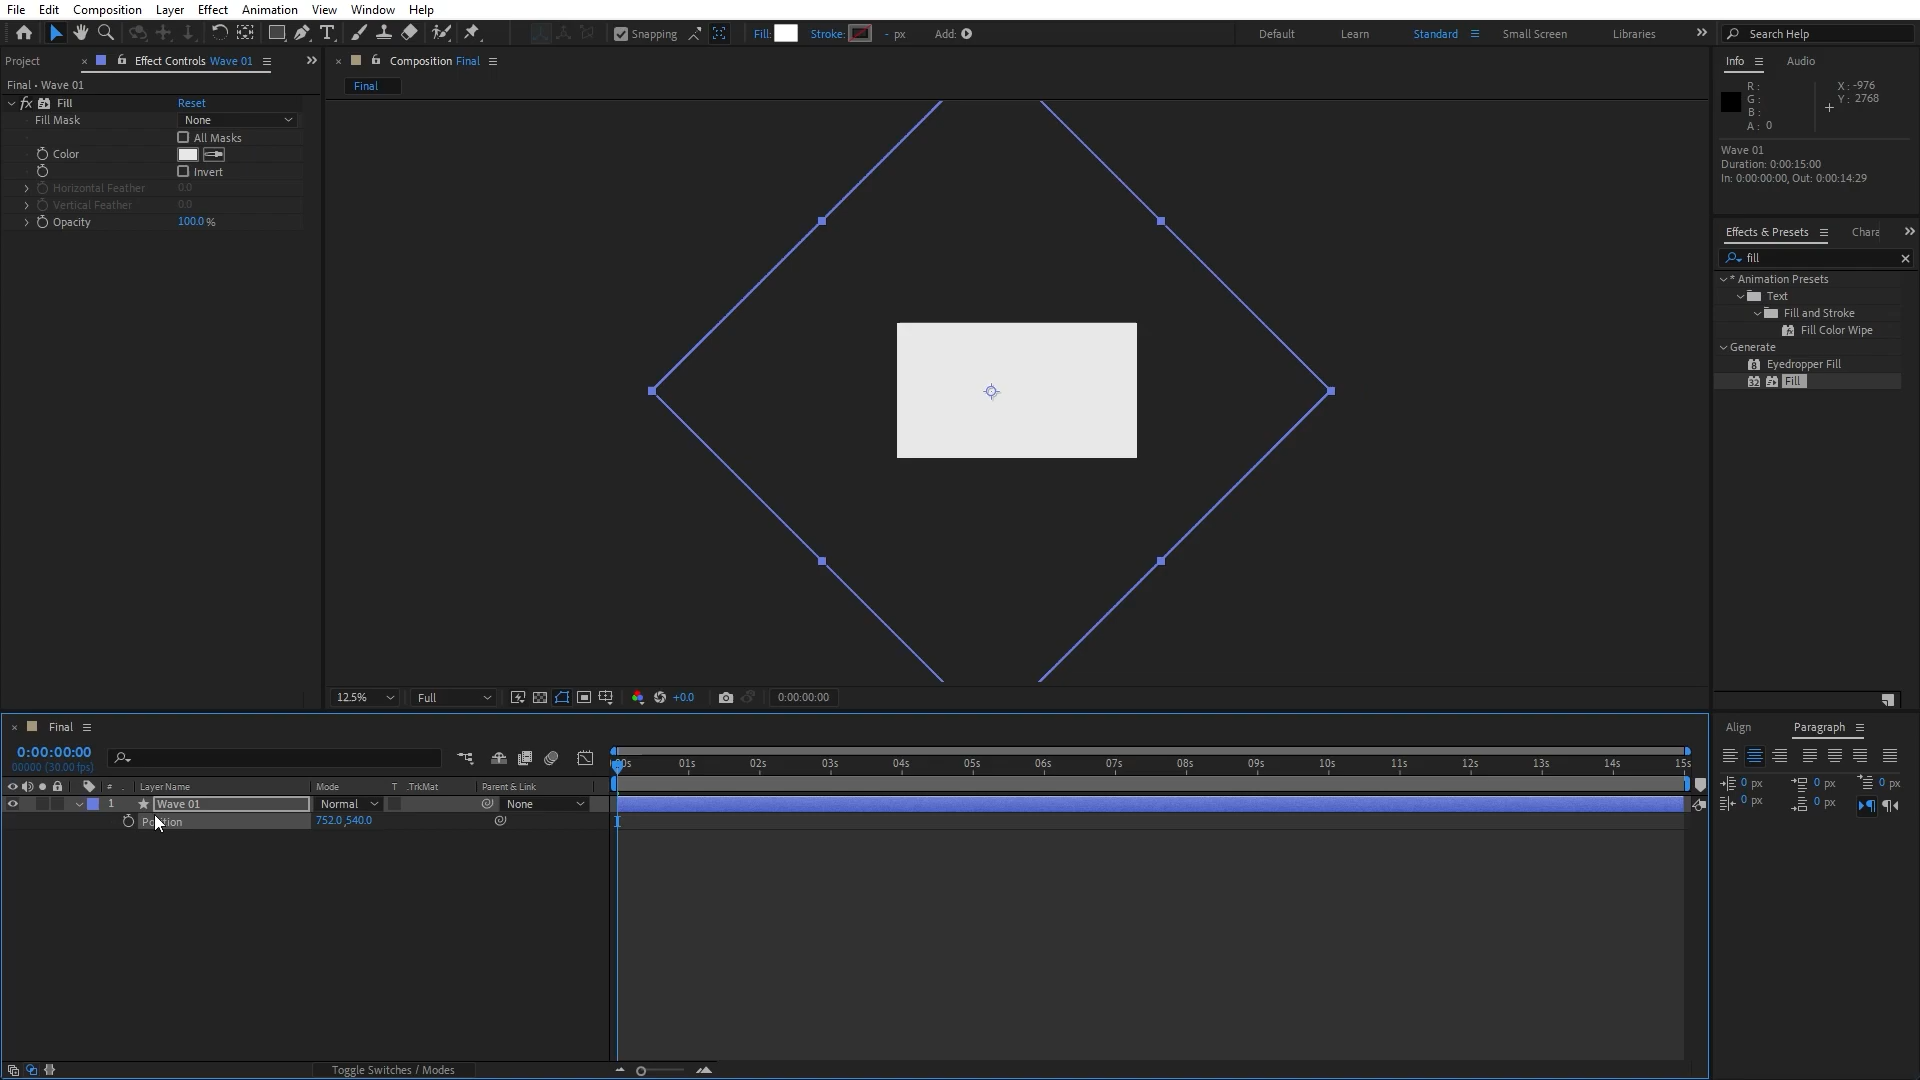 File Edit Composition Layer Effect Animation View Window Help
Snapping Fill: Stroke: - px Add: Default Learn Standard Small Screen Libraries Search Help
Project Effect Controls Wave 01
Composition Final
Info Audio
Final • Wave 01
Final
Fill Reset
Fill Mask None
All Masks
Color
Invert
Horizontal Feather 0.0
Vertical Feather 0.0
Opacity 100.0 %
R :
G :
B :
A : 0
X : -976
Y : 2768
Wave 01
Duration: 0:00:15:00
In: 0:00:00:00, Out: 0:00:14:29
Effects & Presets Chara
fill
* Animation Presets
Text
Fill and Stroke
Fill Color Wipe
Generate
Eyedropper Fill
32 Fill
12.5% Full +0.0 0:00:00:00
Final
0:00:00:00
00000 (30.00 fps)
00s 01s 02s 03s 04s 05s 06s 07s 08s 09s 10s 11s 12s 13s 14s 15s
# . Layer Name Mode T .TrkMat Parent & Link
1 Wave 01 Normal None
Position 752.0,540.0
Toggle Switches / Modes
Align Paragraph
0 px 0 px 0 px
0 px 0 px